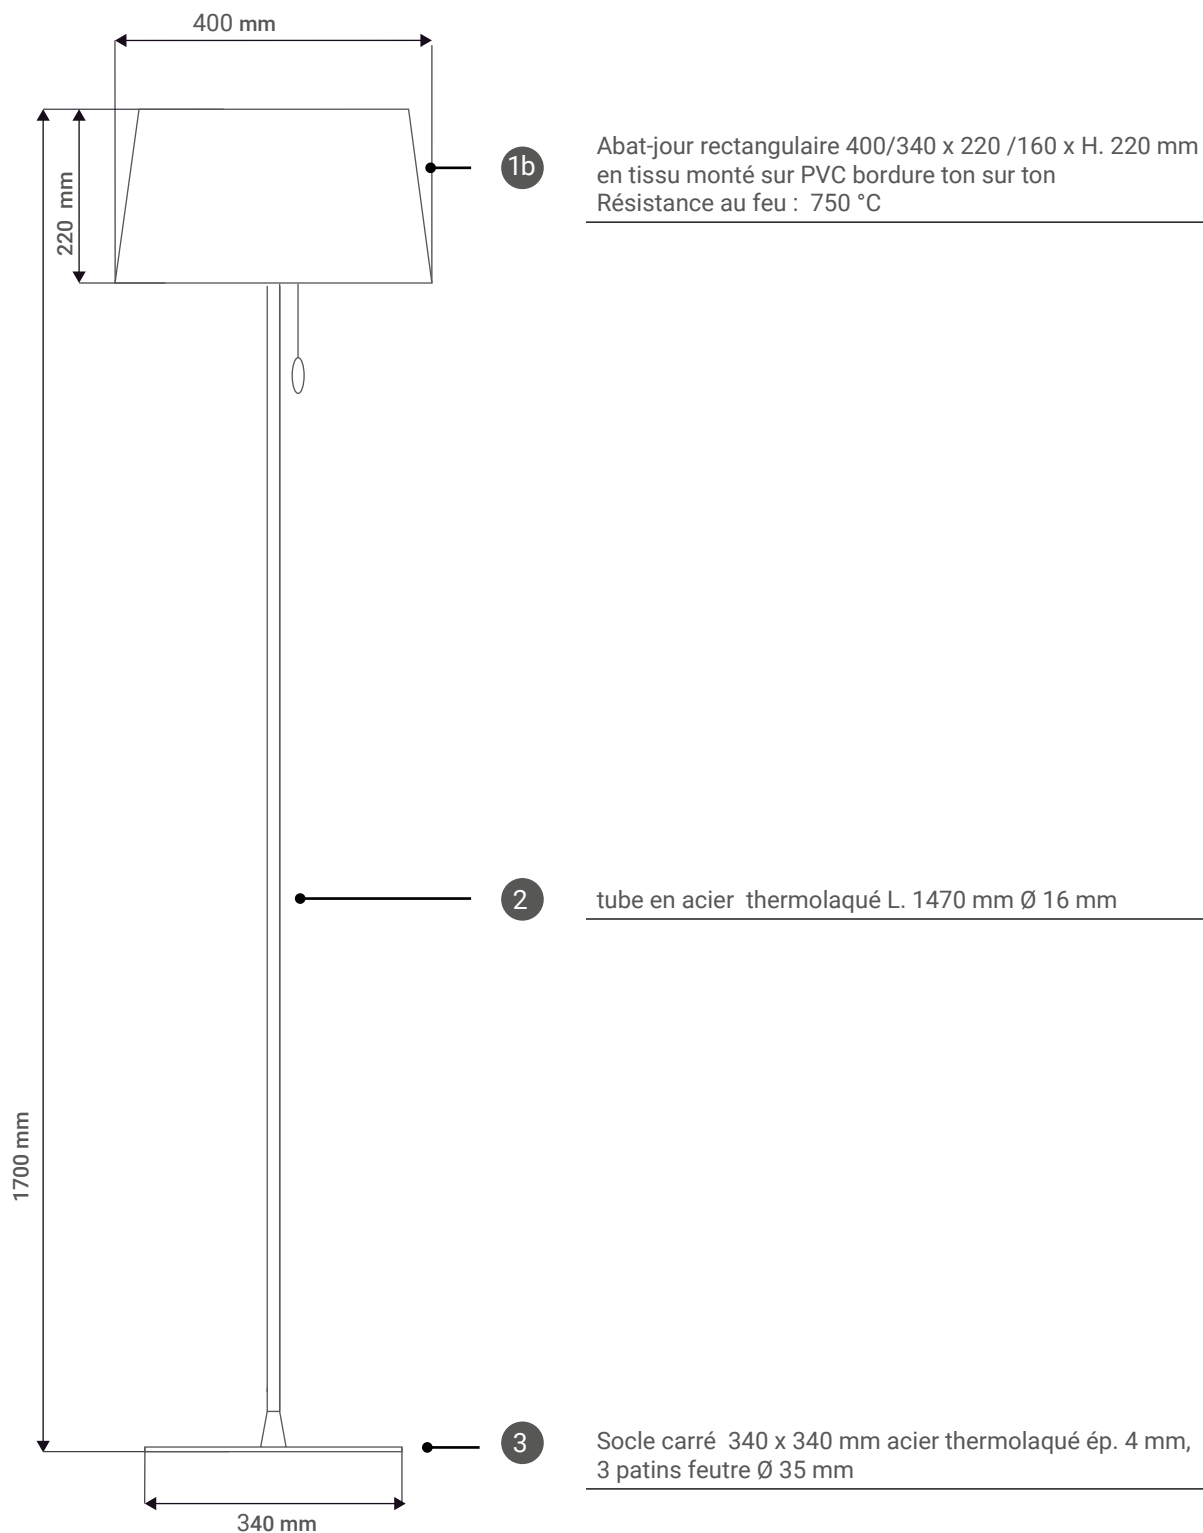 400 mm
220 mm
1b
Abat-jour rectangulaire 400/340 x 220 /160 x H. 220 mm
en tissu monté sur PVC bordure ton sur ton
Résistance au feu : 750 °C
2
tube en acier thermolaqué L. 1470 mm Ø 16 mm
1700 mm
3
Socle carré 340 x 340 mm acier thermolaqué ép. 4 mm,
3 patins feutre Ø 35 mm
340 mm